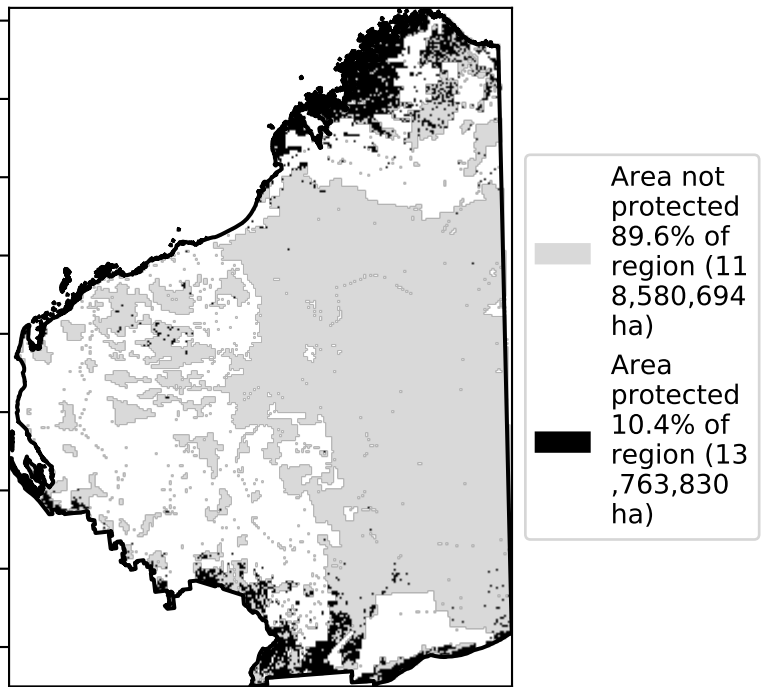 Area not
protected
89.6% of
region (11
8,580,694
ha)
Area
protected
10.4% of
region (13
,763,830
ha)